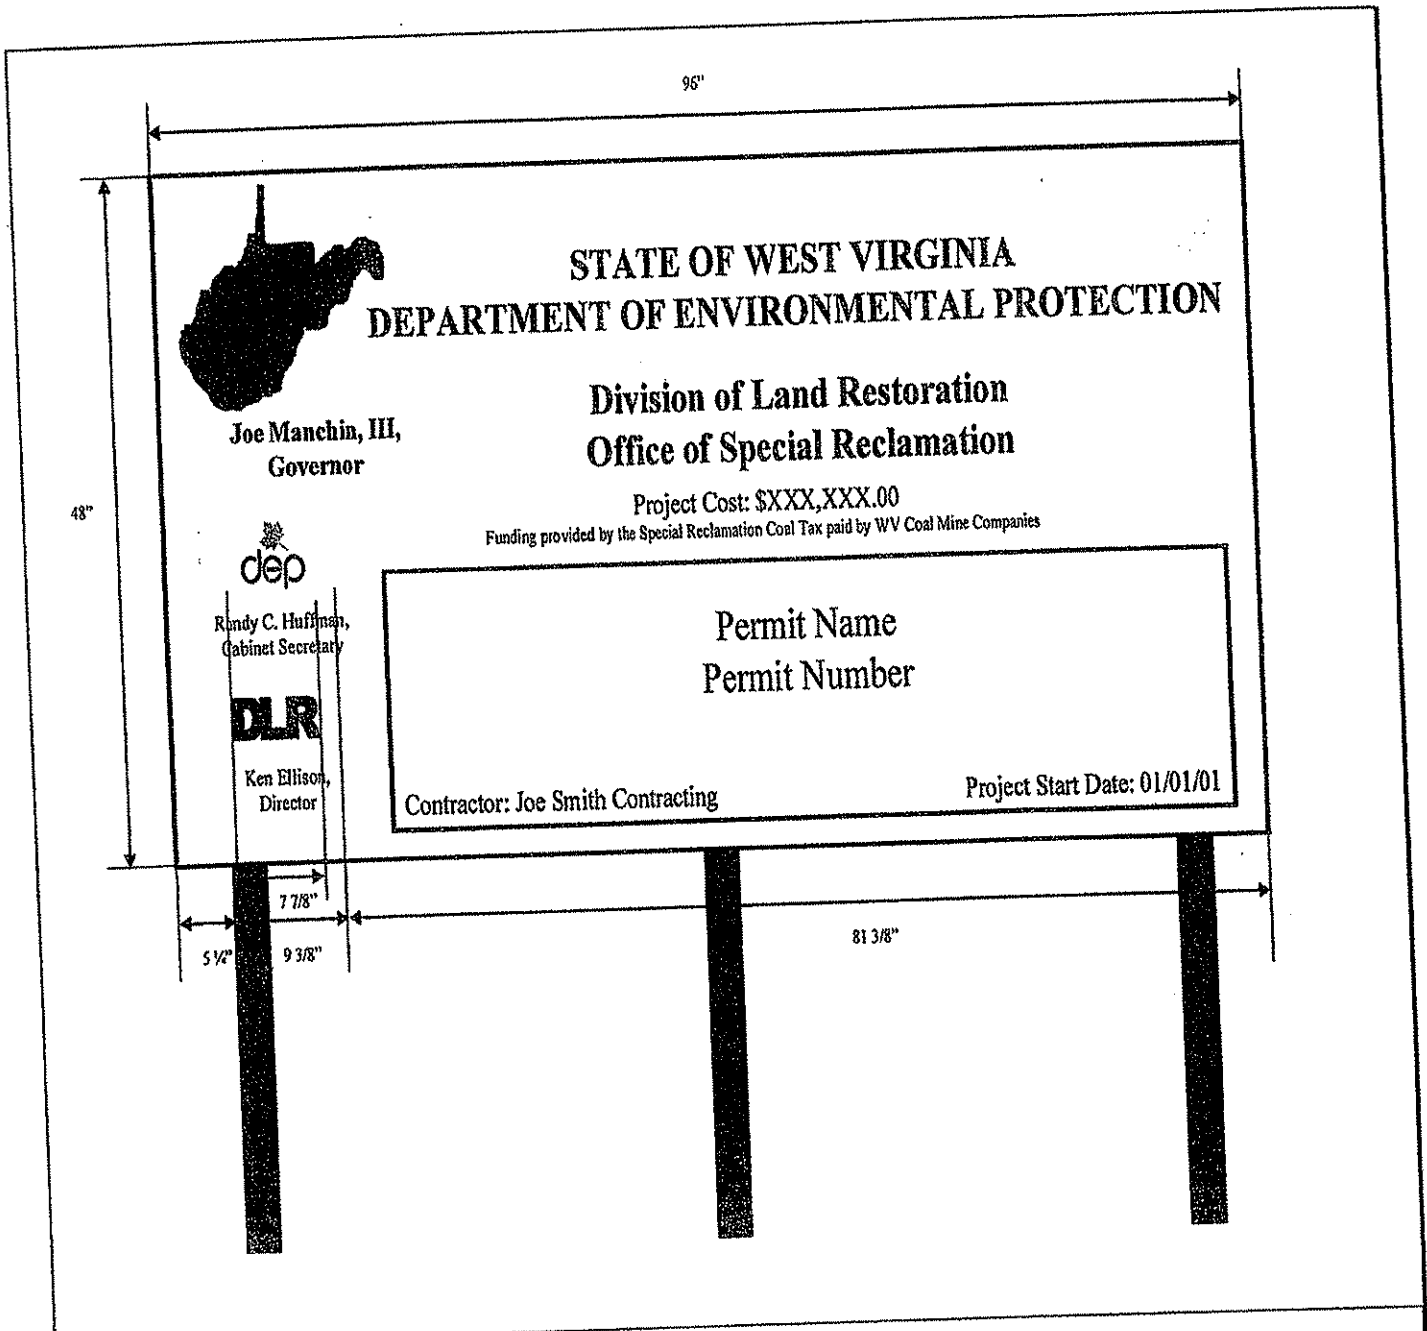 96"
STATE OF WEST VIRGINIA
DEPARTMENT OF ENVIRONMENTAL PROTECTION
Division of Land Restoration
Office of Special Reclamation
Joe Manchin, III,
Governor
48"
Project Cost: $XXX,XXX.00
Funding provided by the Special Reclamation Coal Tax paid by WV Coal Mine Companies
dep
Randy C. Huffman,
Cabinet Secretary
Permit Name
Permit Number
DLR
Ken Ellison,
Director
Contractor: Joe Smith Contracting
Project Start Date: 01/01/01
7 7/8"
5 ¼"
9 3/8"
81 3/8"